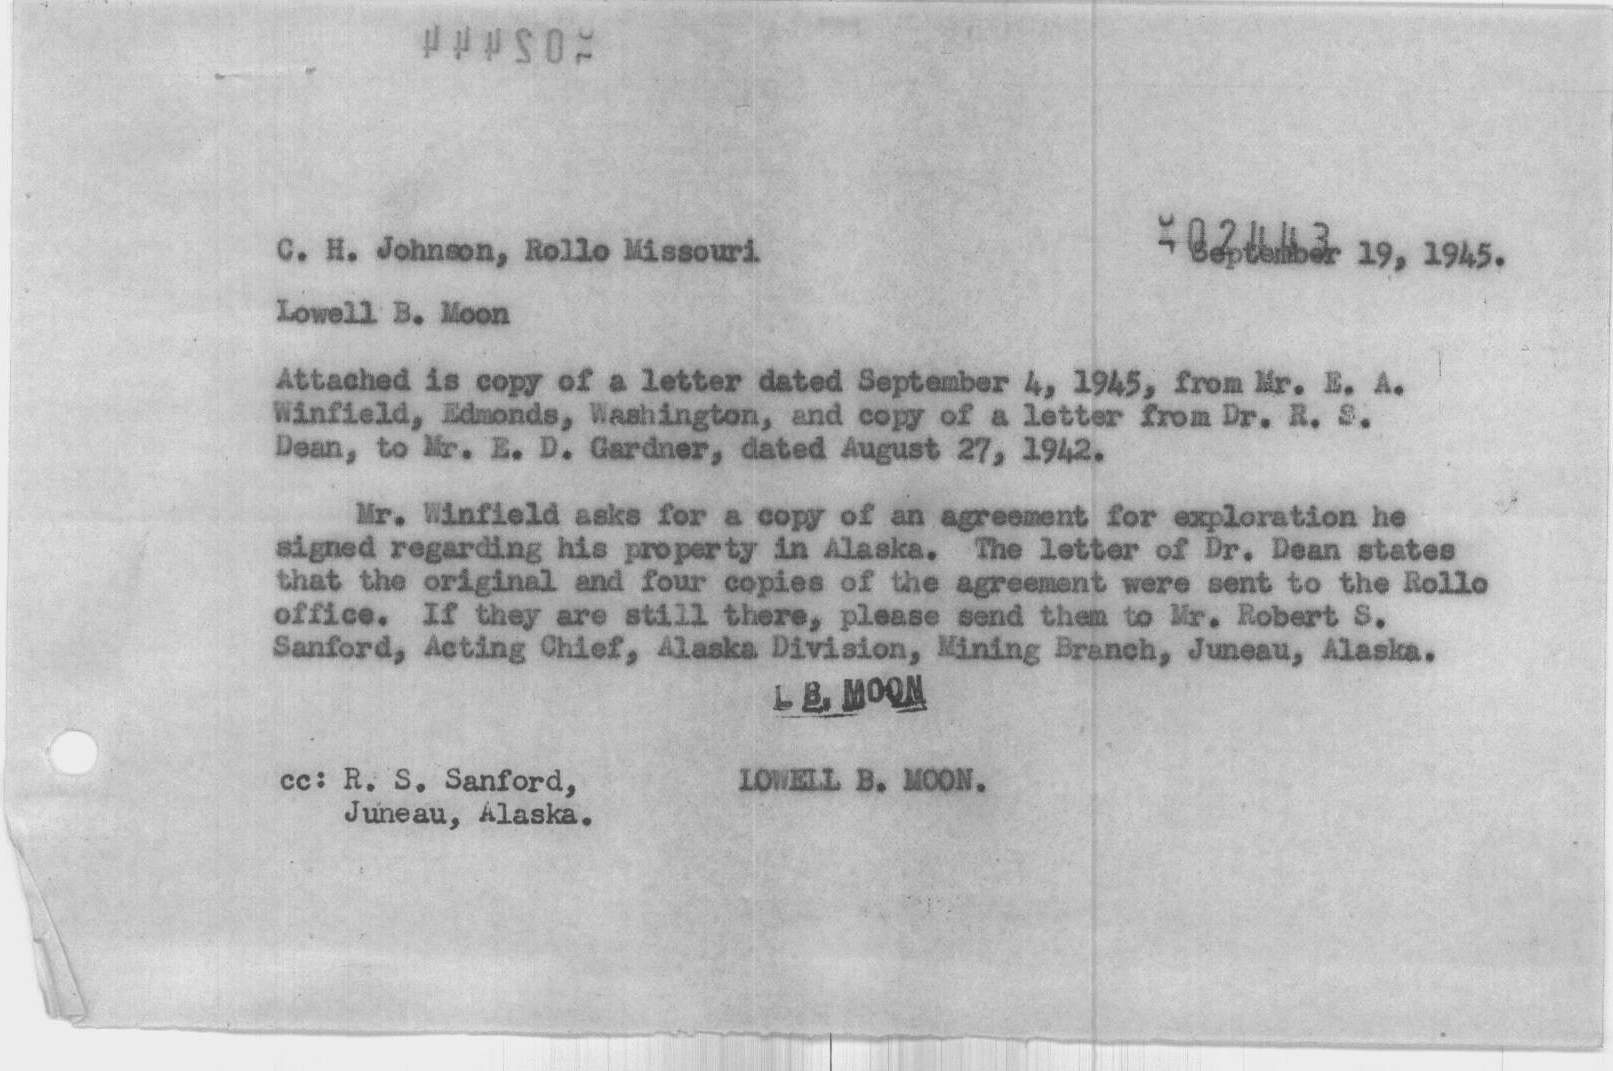 C. H. Johnson, Rollo Missouri
02443
September 19, 1945.
Lowell B. Moon
Attached is copy of a letter dated September 4, 1945, from Mr. E. A.
Winfield, Edmonds, Washington, and copy of a letter from Dr. R. S.
Dean, to Mr. E. D. Gardner, dated August 27, 1942.
Mr. Winfield asks for a copy of an agreement for exploration he
signed regarding his property in Alaska. The letter of Dr. Dean states
that the original and four copies of the agreement were sent to the Rollo
office. If they are still there, please send them to Mr. Robert S.
Sanford, Acting Chief, Alaska Division, Mining Branch, Juneau, Alaska.
L B. MOON
cc: R. S. Sanford,
Juneau, Alaska.
LOWELL B. MOON.